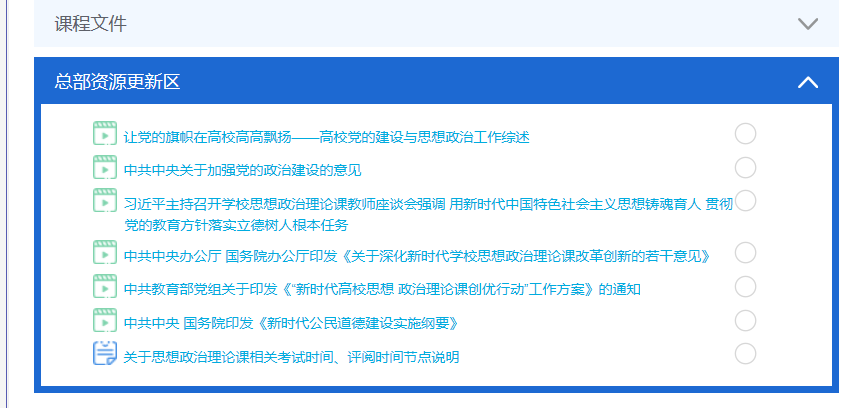 课程文件
总部资源更新区
让党的旗帜在高校高高飘扬——高校党的建设与思想政治工作综述
中共中央关于加强党的政治建设的意见
习近平主持召开学校思想政治理论课教师座谈会强调 用新时代中国特色社会主义思想铸魂育人 贯彻
党的教育方针落实立德树人根本任务
中共中央办公厅 国务院办公厅印发《关于深化新时代学校思想政治理论课改革创新的若干意见》
中共教育部党组关于印发《“新时代高校思想 政治理论课创优行动”工作方案》的通知
中共中央 国务院印发《新时代公民道德建设实施纲要》
关于思想政治理论课相关考试时间、评阅时间节点说明